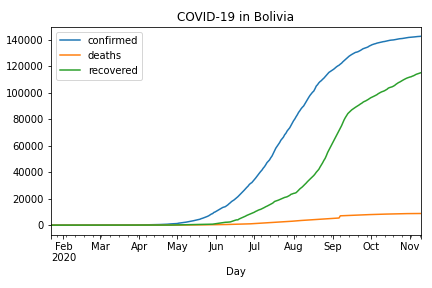 COVID-19 in Bolivia
140000
120000
100000
80000
60000
40000
20000
0
confirmed
deaths
recovered
Feb Mar Apr May Jun Jul Aug Sep Oct Nov
2020
Day